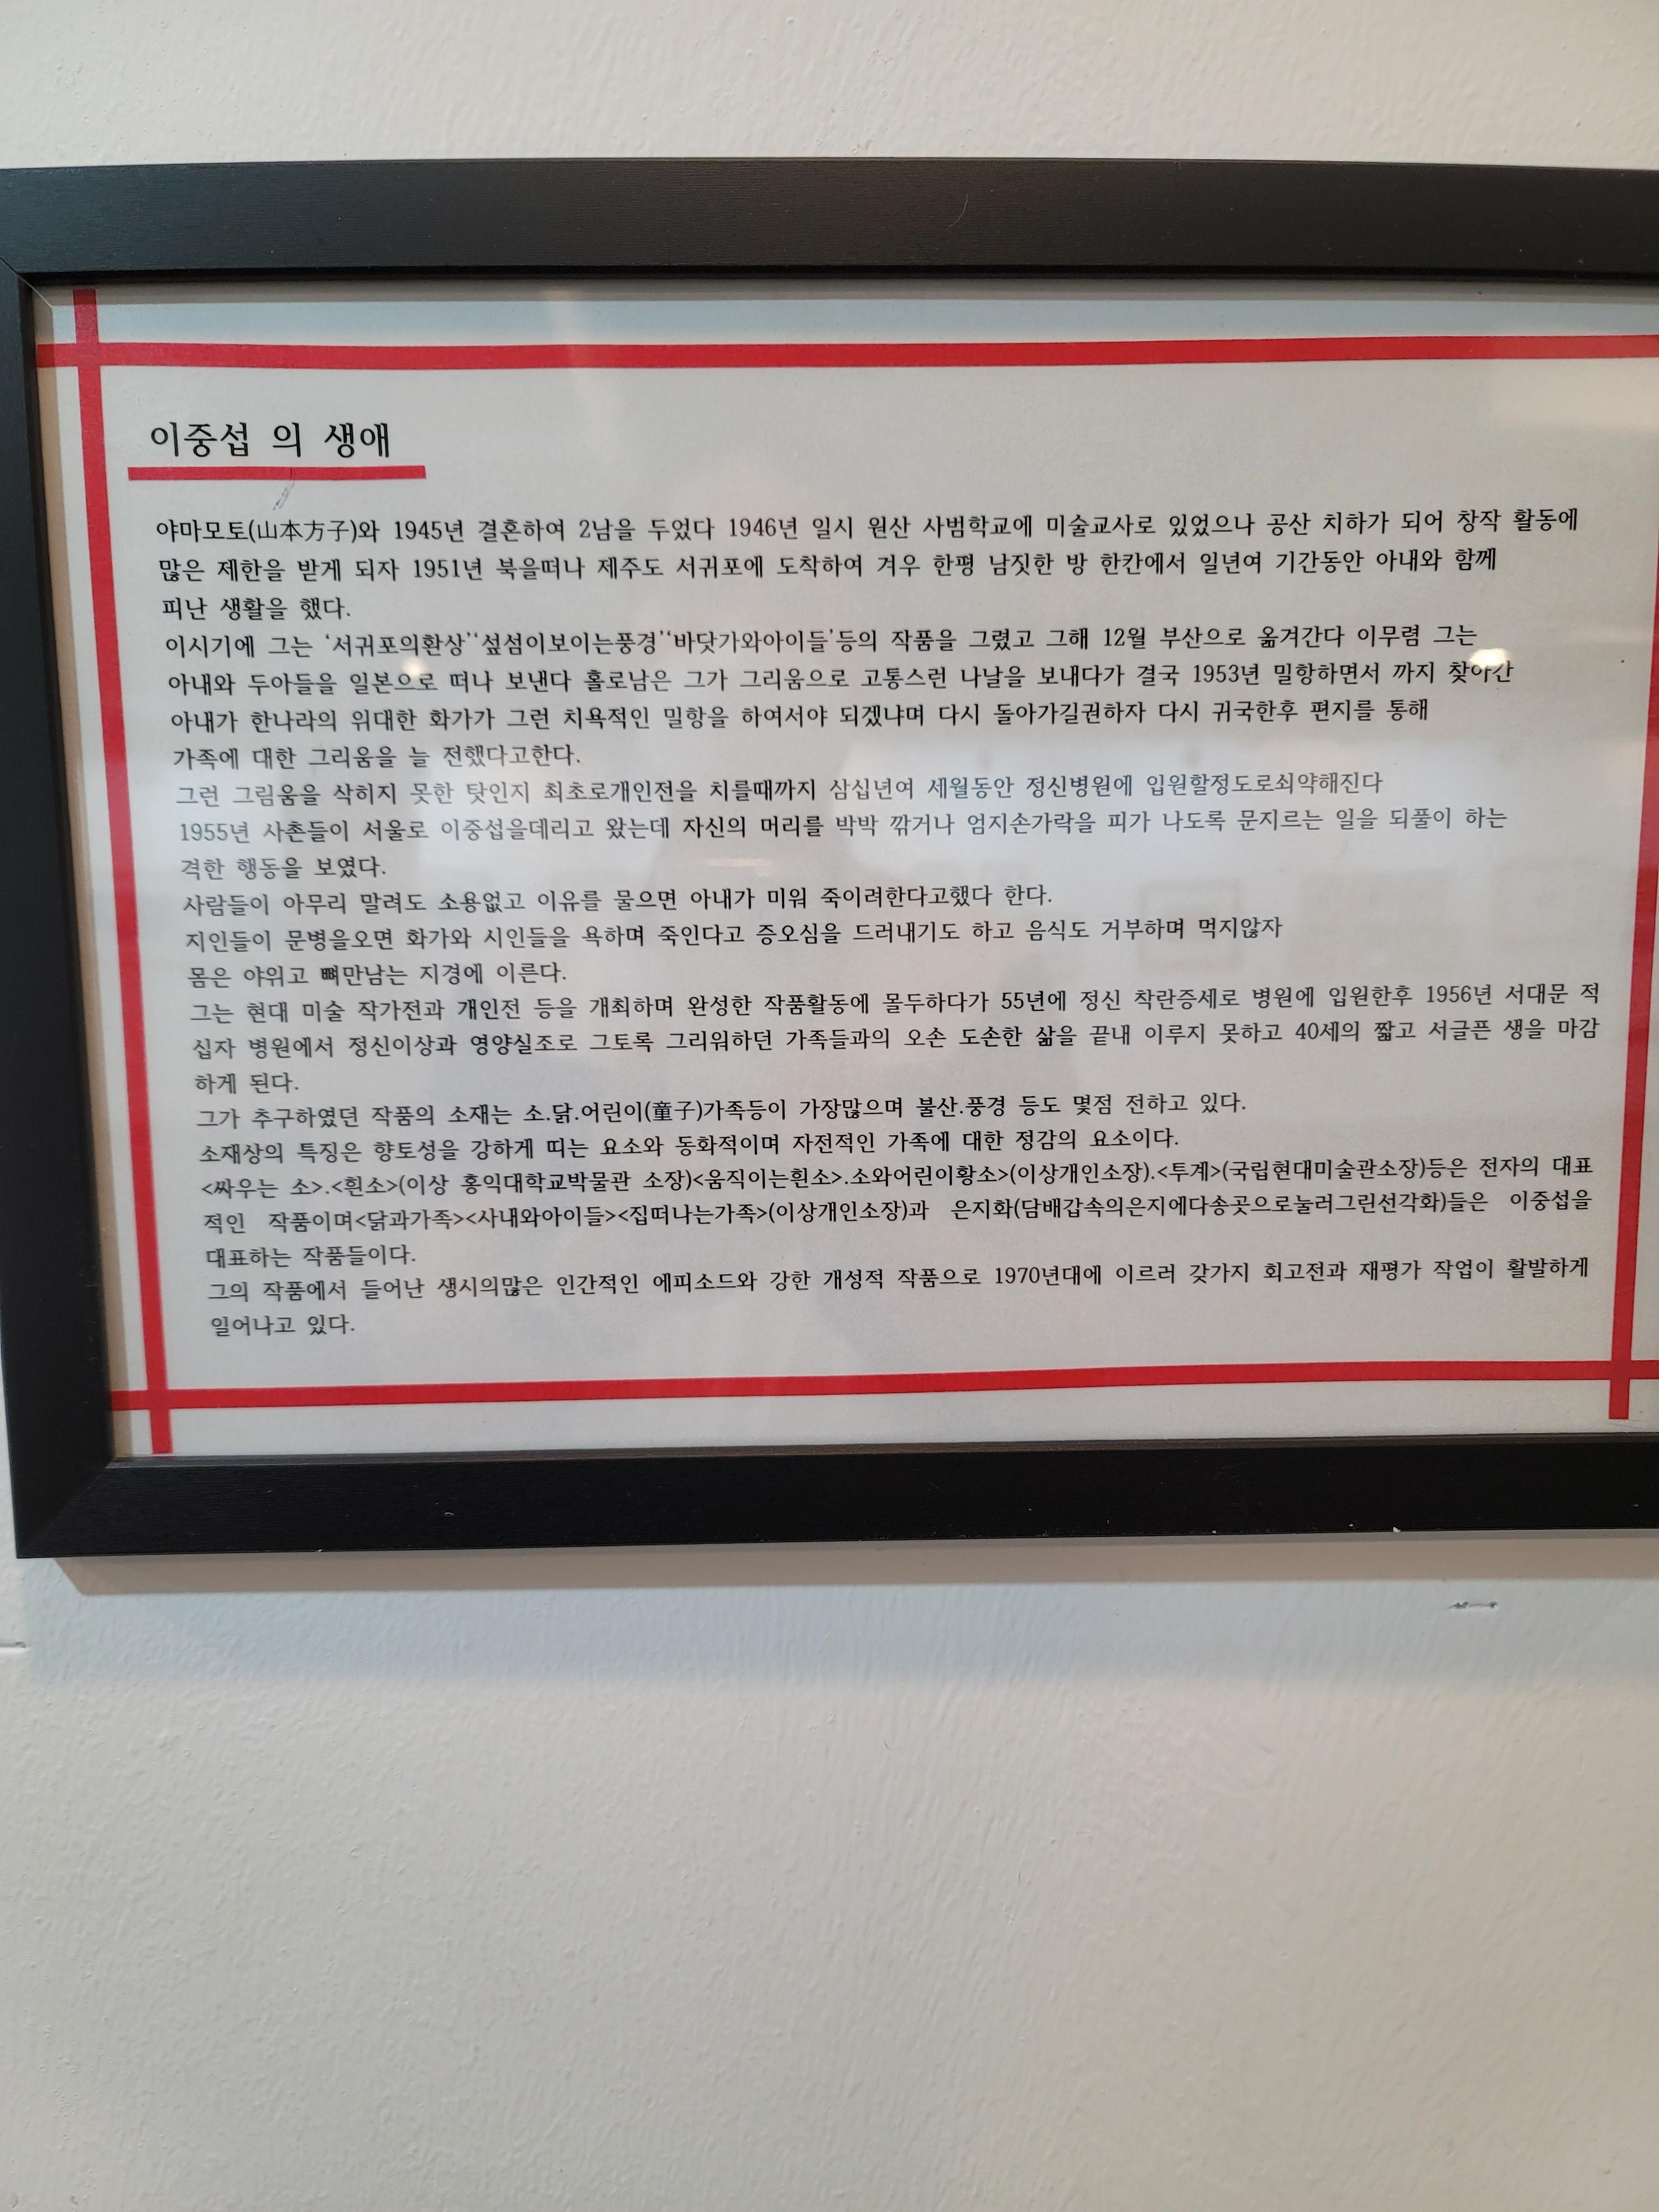 이중섭 의 생애
야마모토(山本方子)와 1945년 결혼하여 2남을 두었다 1946년 일시 원산 사범학교에 미술교사로 있었으나 공산 치하가 되어 창작 활동에
많은 제한을 받게 되자 1951년 북을떠나 제주도 서귀포에 도착하여 겨우 한평 남짓한 방 한칸에서 일년여 기간동안 아내와 함께
피난 생활을 했다.
이시기에 그는 ‘서귀포의환상’‘섶섬이보이는풍경’‘바닷가와아이들’등의 작품을 그렸고 그해 12월 부산으로 옮겨간다 이무렴 그는
아내와 두아들을 일본으로 떠나 보낸다 홀로남은 그가 그리움으로 고통스런 나날을 보내다가 결국 1953년 밀항하면서 까지 찾아간
아내가 한나라의 위대한 화가가 그런 치욕적인 밀항을 하여서야 되겠냐며 다시 돌아가길권하자 다시 귀국한후 편지를 통해
가족에 대한 그리움을 늘 전했다고한다.
그런 그림움을 삭히지 못한 탓인지 최초로개인전을 치를때까지 삼십년여 세월동안 정신병원에 입원할정도로쇠약해진다
1955년 사촌들이 서울로 이중섭을데리고 왔는데 자신의 머리를 박박 깎거나 엄지손가락을 피가 나도록 문지르는 일을 되풀이 하는
격한 행동을 보였다.
사람들이 아무리 말려도 소용없고 이유를 물으면 아내가 미워 죽이려한다고했다 한다.
지인들이 문병을오면 화가와 시인들을 욕하며 죽인다고 증오심을 드러내기도 하고 음식도 거부하며 먹지않자
몸은 야위고 뼈만남는 지경에 이른다.
그는 현대 미술 작가전과 개인전 등을 개최하며 완성한 작품활동에 몰두하다가 55년에 정신 착란증세로 병원에 입원한후 1956년 서대문 적
십자 병원에서 정신이상과 영양실조로 그토록 그리워하던 가족들과의 오손 도손한 삶을 끝내 이루지 못하고 40세의 짧고 서글픈 생을 마감
하게 된다.
그가 추구하였던 작품의 소재는 소.닭.어린이(童子)가족등이 가장많으며 불산.풍경 등도 몇점 전하고 있다.
소재상의 특징은 향토성을 강하게 띠는 요소와 동화적이며 자전적인 가족에 대한 정감의 요소이다.
<싸우는 소>.<흰소>(이상 홍익대학교박물관 소장)<움직이는흰소>.소와어린이황소>(이상개인소장).<투계>(국립현대미술관소장)등은 전자의 대표
적인 작품이며<닭과가족><사내와아이들><집떠나는가족>(이상개인소장)과 은지화(담배갑속의은지에다송곳으로눌러그린선각화)들은 이중섭을
대표하는 작품들이다.
그의 작품에서 들어난 생시의많은 인간적인 에피소드와 강한 개성적 작품으로 1970년대에 이르러 갖가지 회고전과 재평가 작업이 활발하게
일어나고 있다.